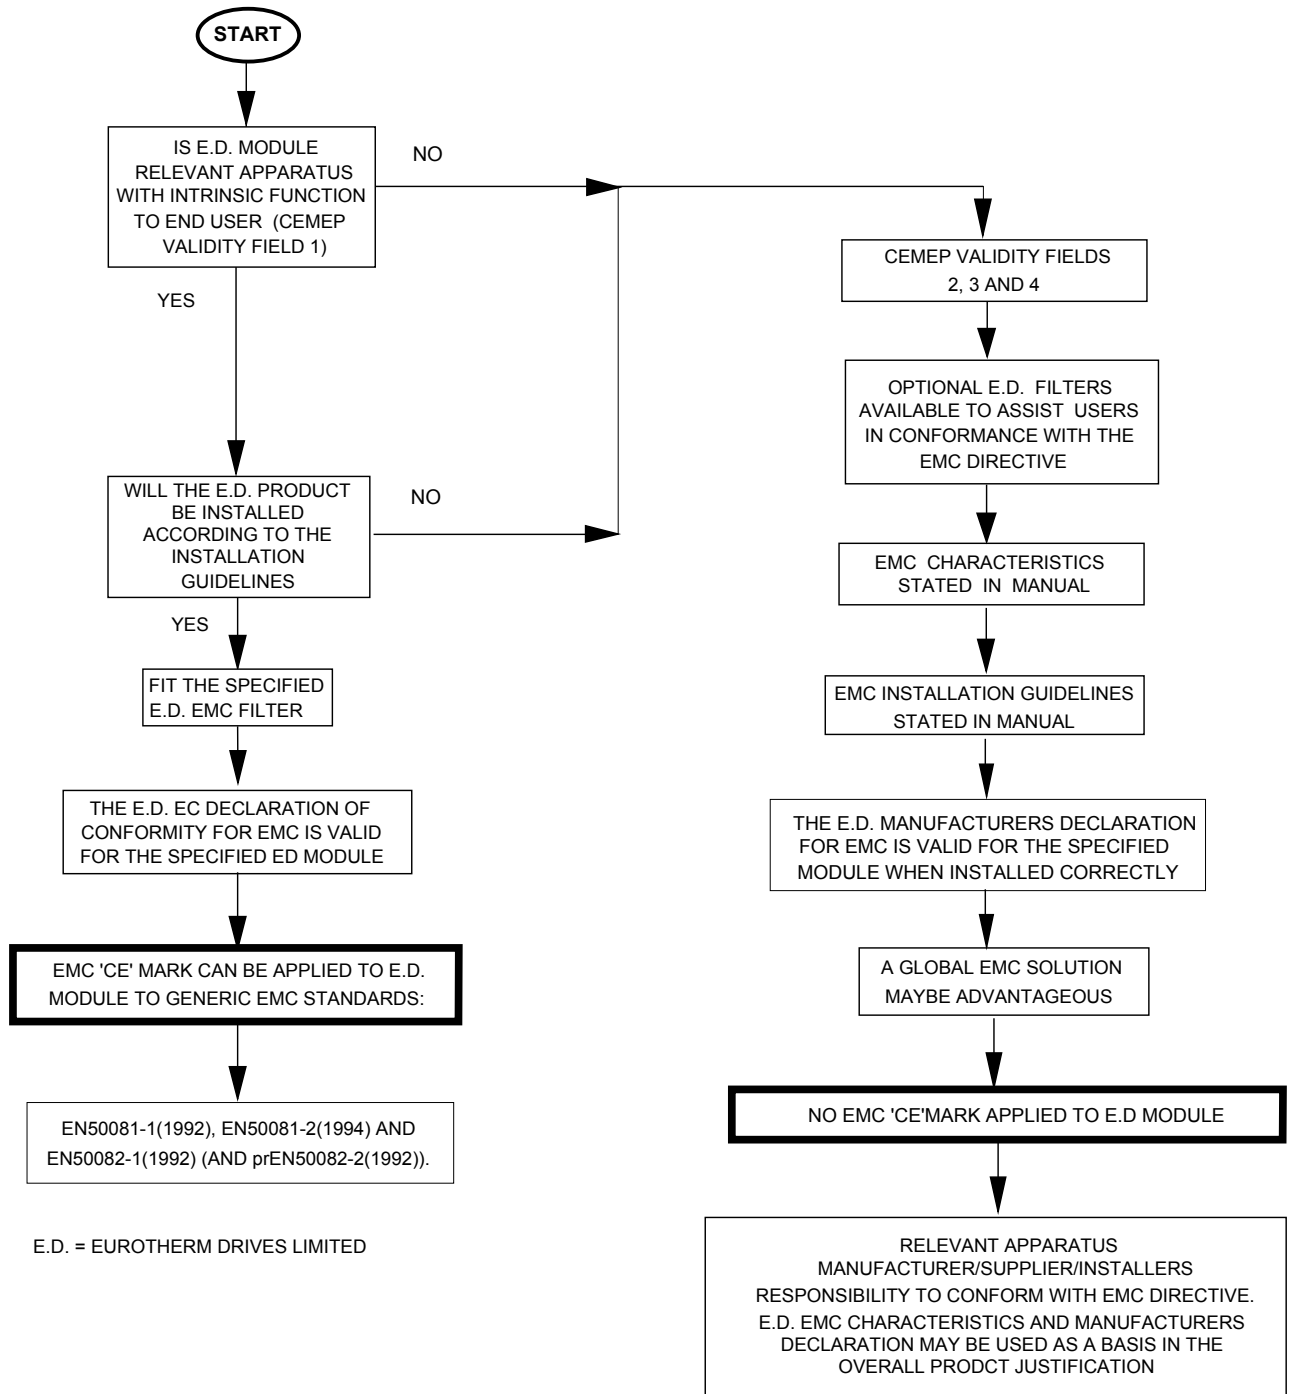 START
IS E.D. MODULE
RELEVANT APPARATUS
WITH INTRINSIC FUNCTION
TO END USER (CEMEP
VALIDITY FIELD 1)
NO
YES
WILL THE E.D. PRODUCT
BE INSTALLED
ACCORDING TO THE
INSTALLATION
GUIDELINES
NO
YES
FIT THE SPECIFIED
E.D. EMC FILTER
THE E.D. EC DECLARATION OF
CONFORMITY FOR EMC IS VALID
FOR THE SPECIFIED ED MODULE
EMC 'CE' MARK CAN BE APPLIED TO E.D.
MODULE TO GENERIC EMC STANDARDS:
EN50081-1(1992), EN50081-2(1994) AND
EN50082-1(1992) (AND prEN50082-2(1992)).
E.D. = EUROTHERM DRIVES LIMITED
CEMEP VALIDITY FIELDS
2, 3 AND 4
OPTIONAL E.D. FILTERS
AVAILABLE TO ASSIST USERS
IN CONFORMANCE WITH THE
EMC DIRECTIVE
EMC CHARACTERISTICS
STATED IN MANUAL
EMC INSTALLATION GUIDELINES
STATED IN MANUAL
THE E.D. MANUFACTURERS DECLARATION
FOR EMC IS VALID FOR THE SPECIFIED
MODULE WHEN INSTALLED CORRECTLY
A GLOBAL EMC SOLUTION
MAYBE ADVANTAGEOUS
NO EMC 'CE'MARK APPLIED TO E.D MODULE
RELEVANT APPARATUS
MANUFACTURER/SUPPLIER/INSTALLERS
RESPONSIBILITY TO CONFORM WITH EMC DIRECTIVE.
E.D. EMC CHARACTERISTICS AND MANUFACTURERS
DECLARATION MAY BE USED AS A BASIS IN THE
OVERALL PRODCT JUSTIFICATION